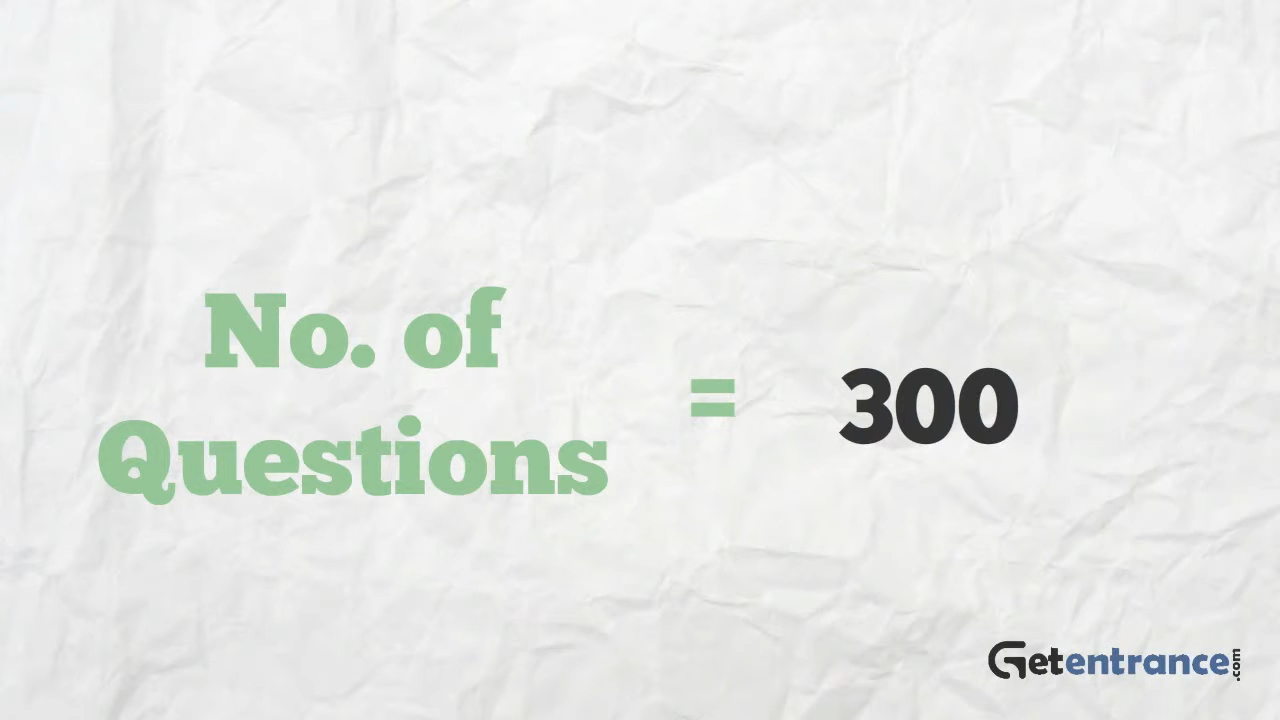 No. of
Questions
= 300
Getentrance.com